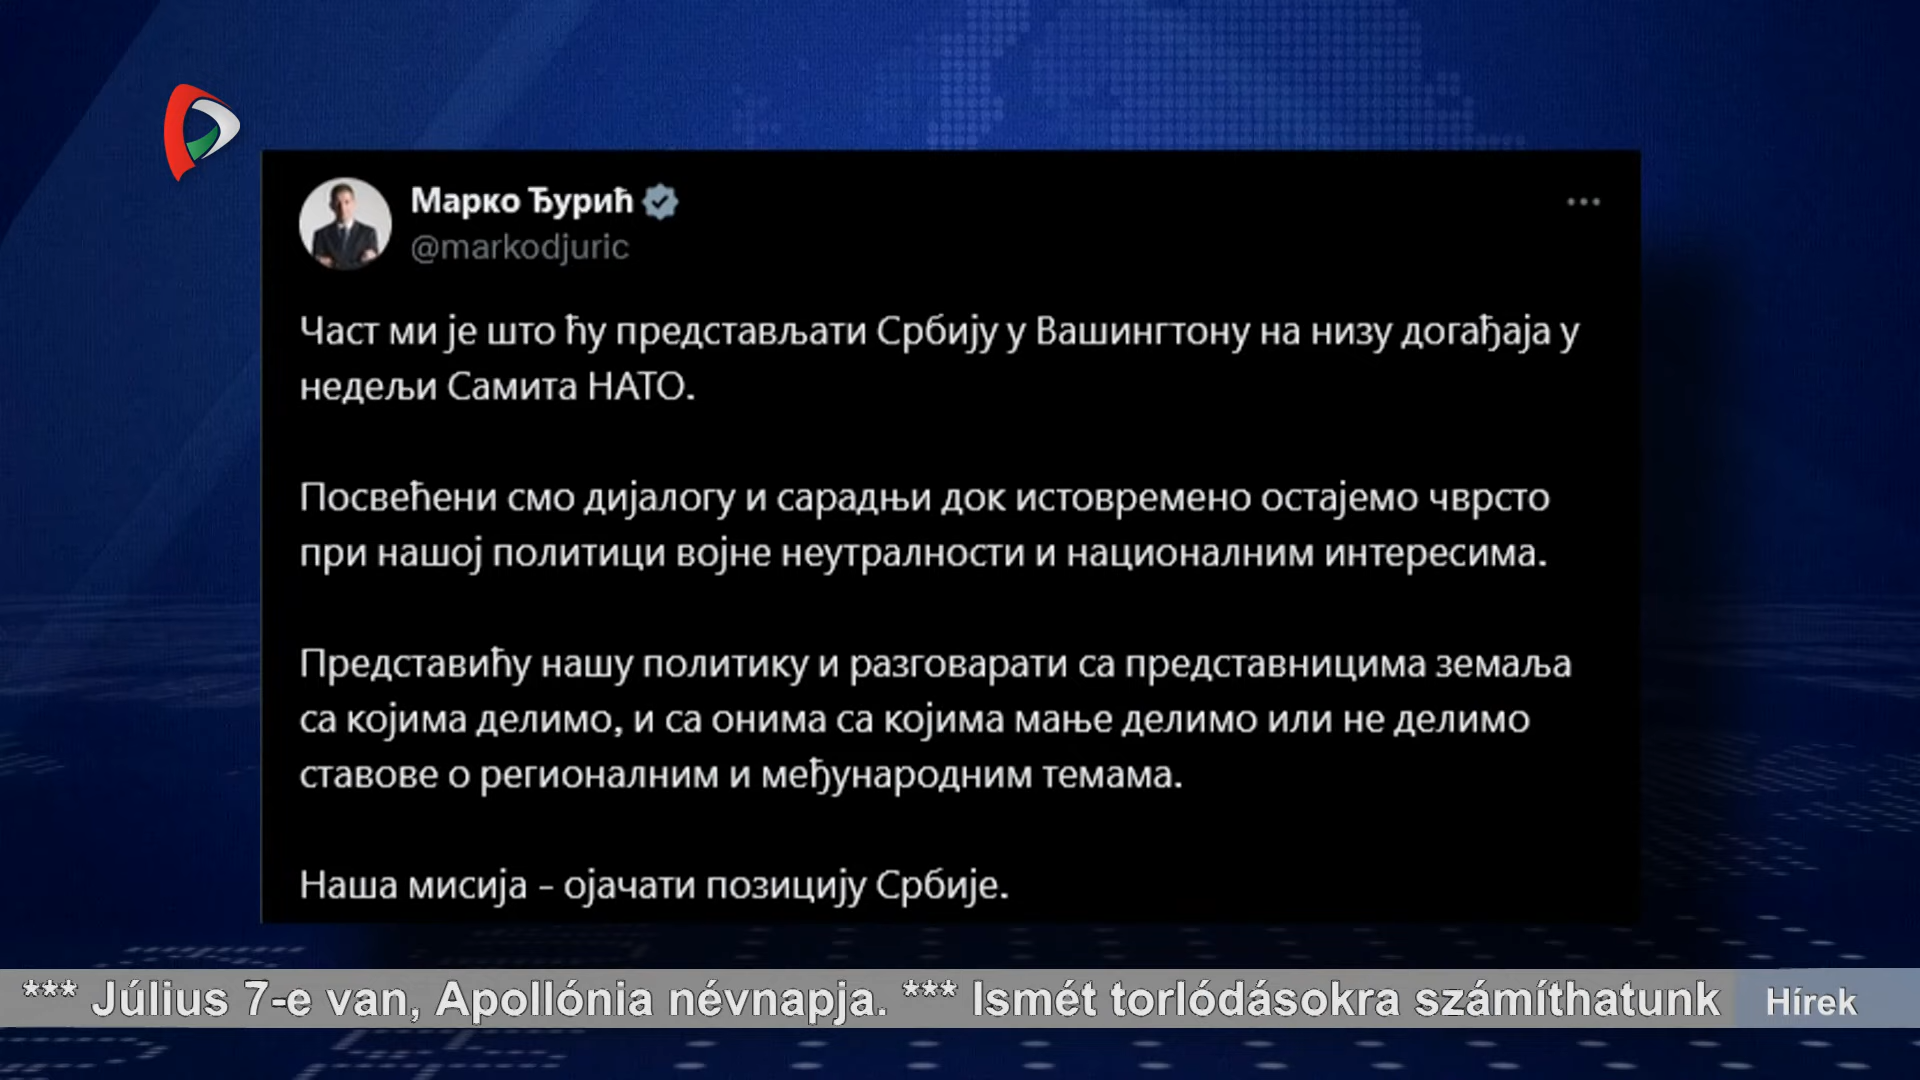 Марко Ђурић
@markodjuric
Част ми је што ћу представљати Србију у Вашингтону на низу догађаја у
недељи Самита НАТО.
Посвећени смо дијалогу и сарадњи док истовремено остајемо чврсто
при нашој политици војне неутралности и националним интересима.
Представићу нашу политику и разговарати са представницима земаља
са којима делимо, и са онима са којима мање делимо или не делимо
ставове о регионалним и међународним темама.
Наша мисија - ојачати позицију Србије.
*** Július 7-e van, Apollónia névnapja. *** Ismét torlódásokra számíthatunk
Hírek